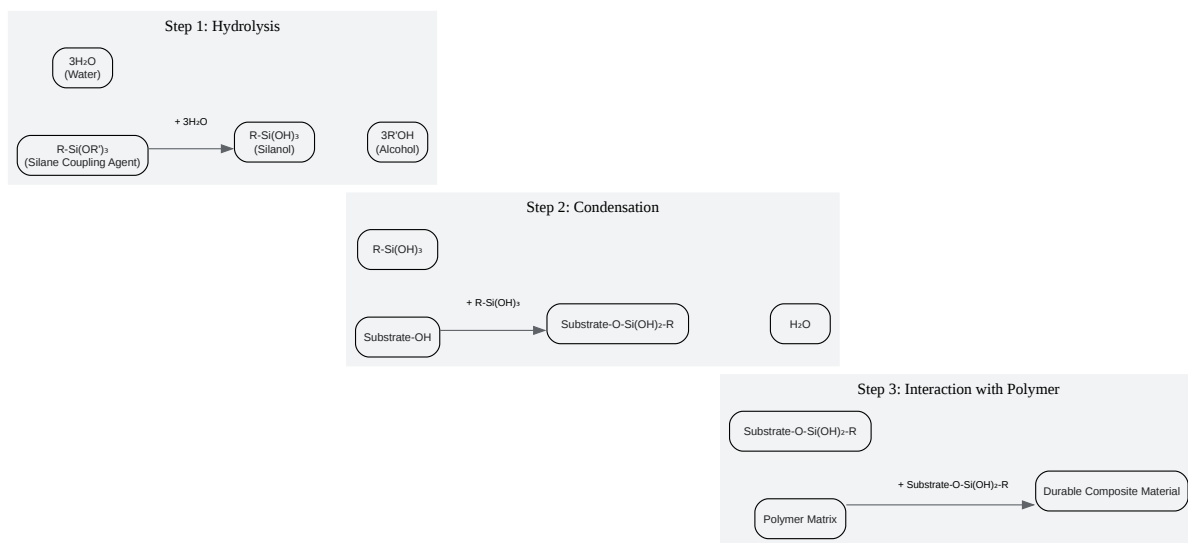 Step 1: Hydrolysis
3H₂O
(Water)
+ 3H₂O
R-Si(OR')₃
(Silane Coupling Agent)
R-Si(OH)₃
(Silanol)
3R'OH
(Alcohol)
Step 2: Condensation
R-Si(OH)₃
+ R-Si(OH)₃
Substrate-OH
Substrate-O-Si(OH)₂-R
H₂O
Step 3: Interaction with Polymer
Substrate-O-Si(OH)₂-R
+ Substrate-O-Si(OH)₂-R
Polymer Matrix
Durable Composite Material